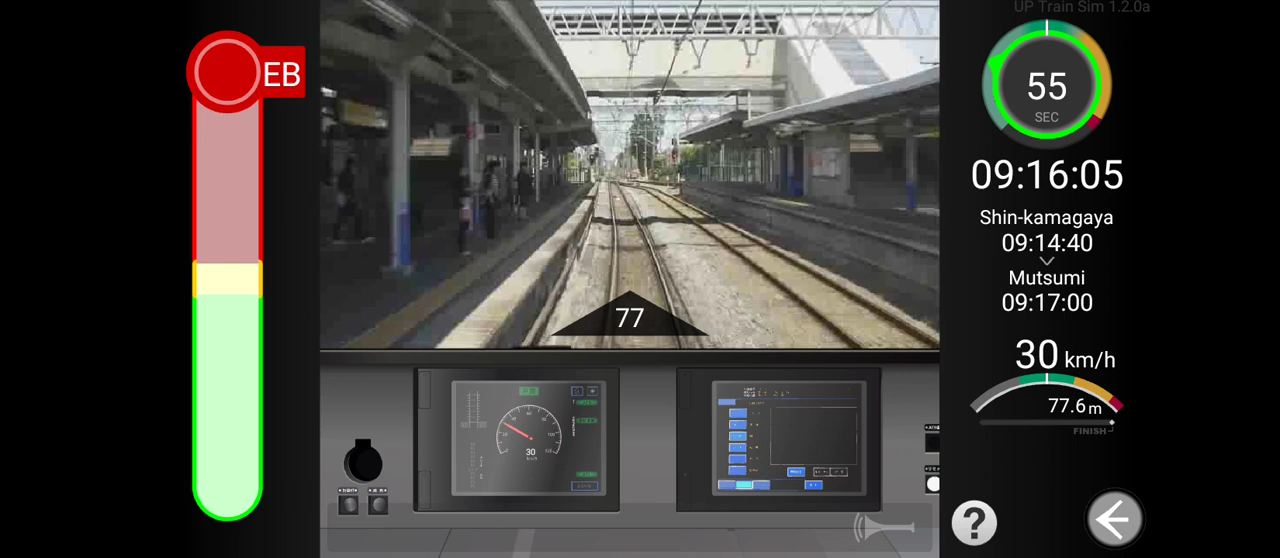 UP Train Sim 1.2.0a
EB
55
SEC
09:16:05
Shin-kamagaya
09:14:40
Mutsumi
09:17:00
77
30 km/h
77.6 m
FINISH
30
?